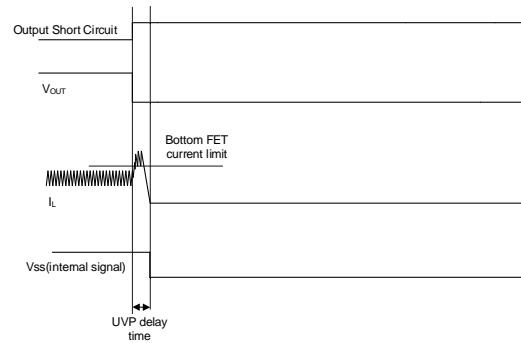 Output Short Circuit
VOUT
Bottom FET
current limit
IL
Vss(internal signal)
UVP delay
time